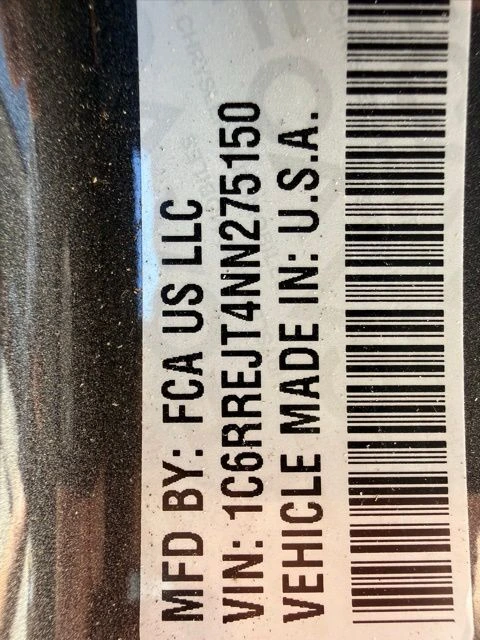 MFD BY: FCA US LLC
VIN: 1C6RREJT4NN275150
VEHICLE MADE IN: U.S.A.